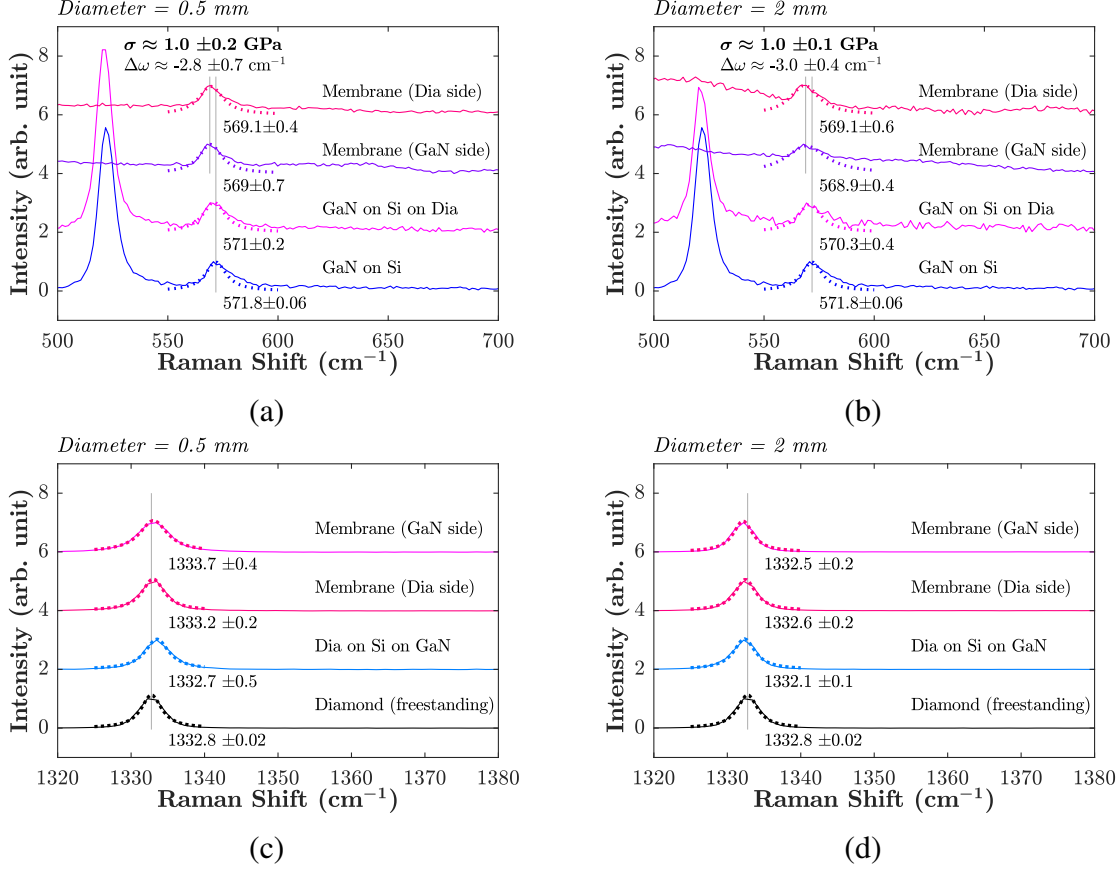 Diameter = 0.5 mm
σ ≈ 1.0 ±0.2 GPa
Δω ≈ -2.8 ±0.7 cm⁻¹
Membrane (Dia side)
569.1±0.4
Membrane (GaN side)
569±0.7
GaN on Si on Dia
571±0.2
GaN on Si
571.8±0.06
8
6
4
2
0
Intensity (arb. unit)
500 550 600 650 700
Raman Shift (cm⁻¹)
(a)
Diameter = 2 mm
σ ≈ 1.0 ±0.1 GPa
Δω ≈ -3.0 ±0.4 cm⁻¹
Membrane (Dia side)
569.1±0.6
Membrane (GaN side)
568.9±0.4
GaN on Si on Dia
570.3±0.4
GaN on Si
571.8±0.06
8
6
4
2
0
Intensity (arb. unit)
500 550 600 650 700
Raman Shift (cm⁻¹)
(b)
Diameter = 0.5 mm
Membrane (GaN side)
1333.7 ±0.4
Membrane (Dia side)
1333.2 ±0.2
Dia on Si on GaN
1332.7 ±0.5
Diamond (freestanding)
1332.8 ±0.02
8
6
4
2
0
Intensity (arb. unit)
1320 1330 1340 1350 1360 1370 1380
Raman Shift (cm⁻¹)
(c)
Diameter = 2 mm
Membrane (GaN side)
1332.5 ±0.2
Membrane (Dia side)
1332.6 ±0.2
Dia on Si on GaN
1332.1 ±0.1
Diamond (freestanding)
1332.8 ±0.02
8
6
4
2
0
Intensity (arb. unit)
1320 1330 1340 1350 1360 1370 1380
Raman Shift (cm⁻¹)
(d)